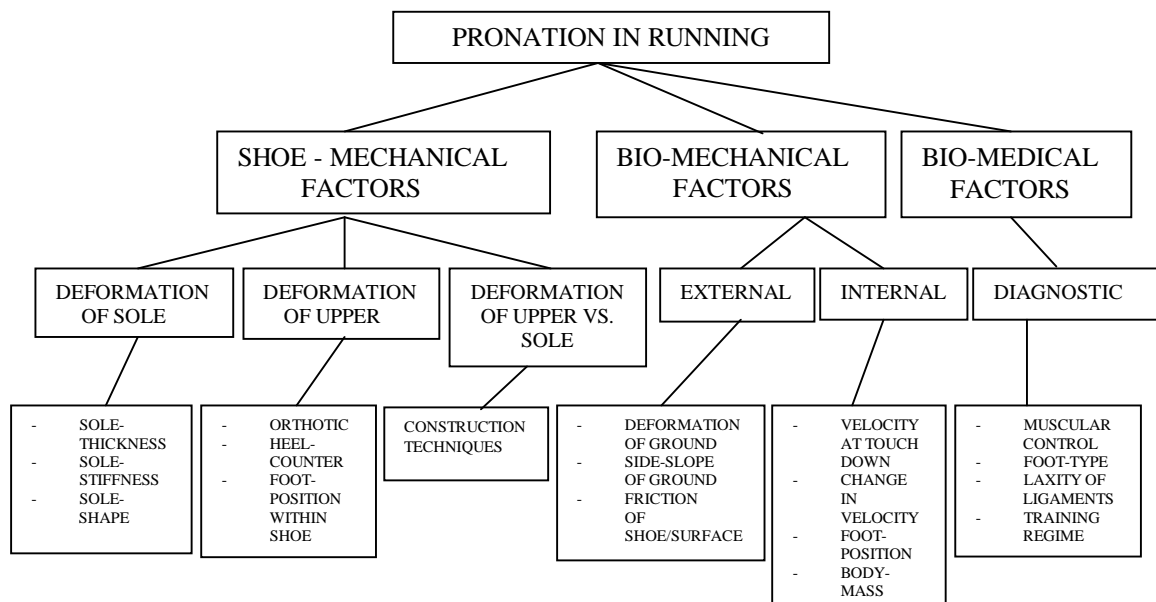 PRONATION IN RUNNING
SHOE - MECHANICAL
FACTORS
BIO-MECHANICAL
FACTORS
BIO-MEDICAL
FACTORS
DEFORMATION
OF SOLE
DEFORMATION
OF UPPER
DEFORMATION
OF UPPER VS.
SOLE
EXTERNAL
INTERNAL
DIAGNOSTIC
- SOLE-
THICKNESS
- SOLE-
STIFFNESS
- SOLE-
SHAPE
- ORTHOTIC
- HEEL-
COUNTER
- FOOT-
POSITION
WITHIN
SHOE
CONSTRUCTION
TECHNIQUES
- DEFORMATION
OF GROUND
- SIDE-SLOPE
OF GROUND
- FRICTION
OF
SHOE/SURFACE
- VELOCITY
AT TOUCH
DOWN
- CHANGE
IN
VELOCITY
- FOOT-
POSITION
- BODY-
MASS
- MUSCULAR
CONTROL
- FOOT-TYPE
- LAXITY OF
LIGAMENTS
- TRAINING
REGIME